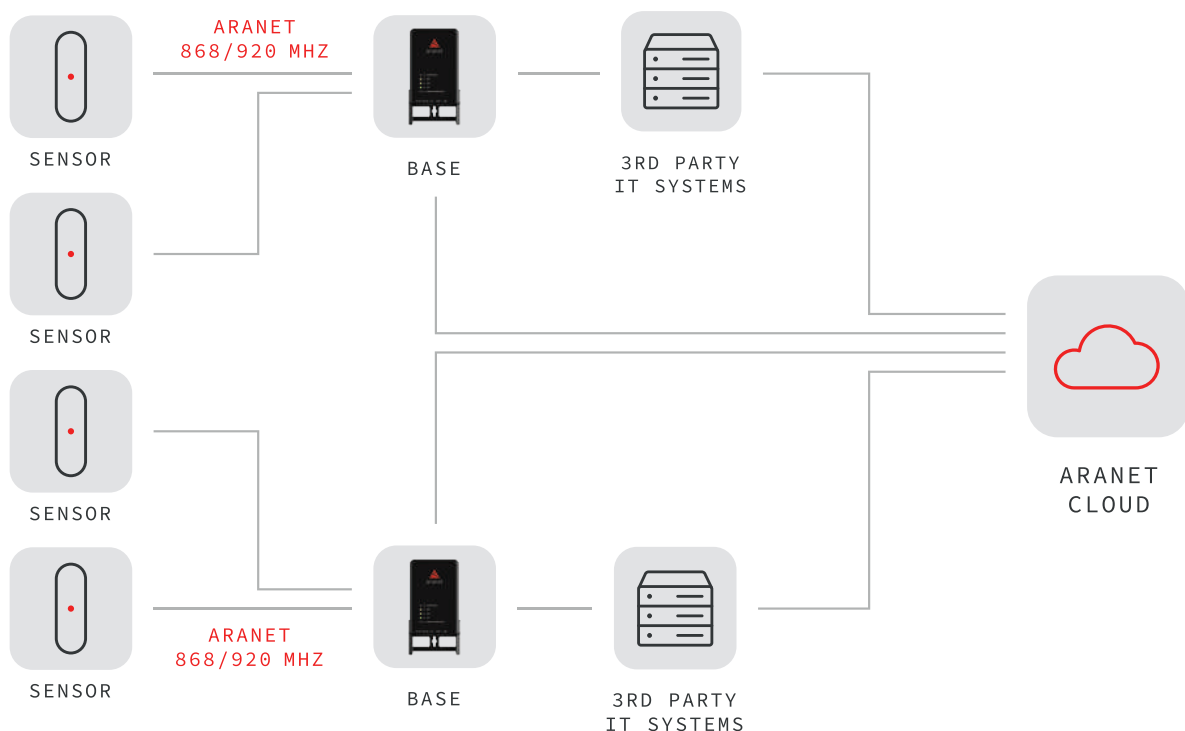 ARANET
868/920 MHZ
SENSOR
BASE
3RD PARTY
IT SYSTEMS
SENSOR
ARANET
CLOUD
SENSOR
ARANET
868/920 MHZ
SENSOR
BASE
3RD PARTY
IT SYSTEMS